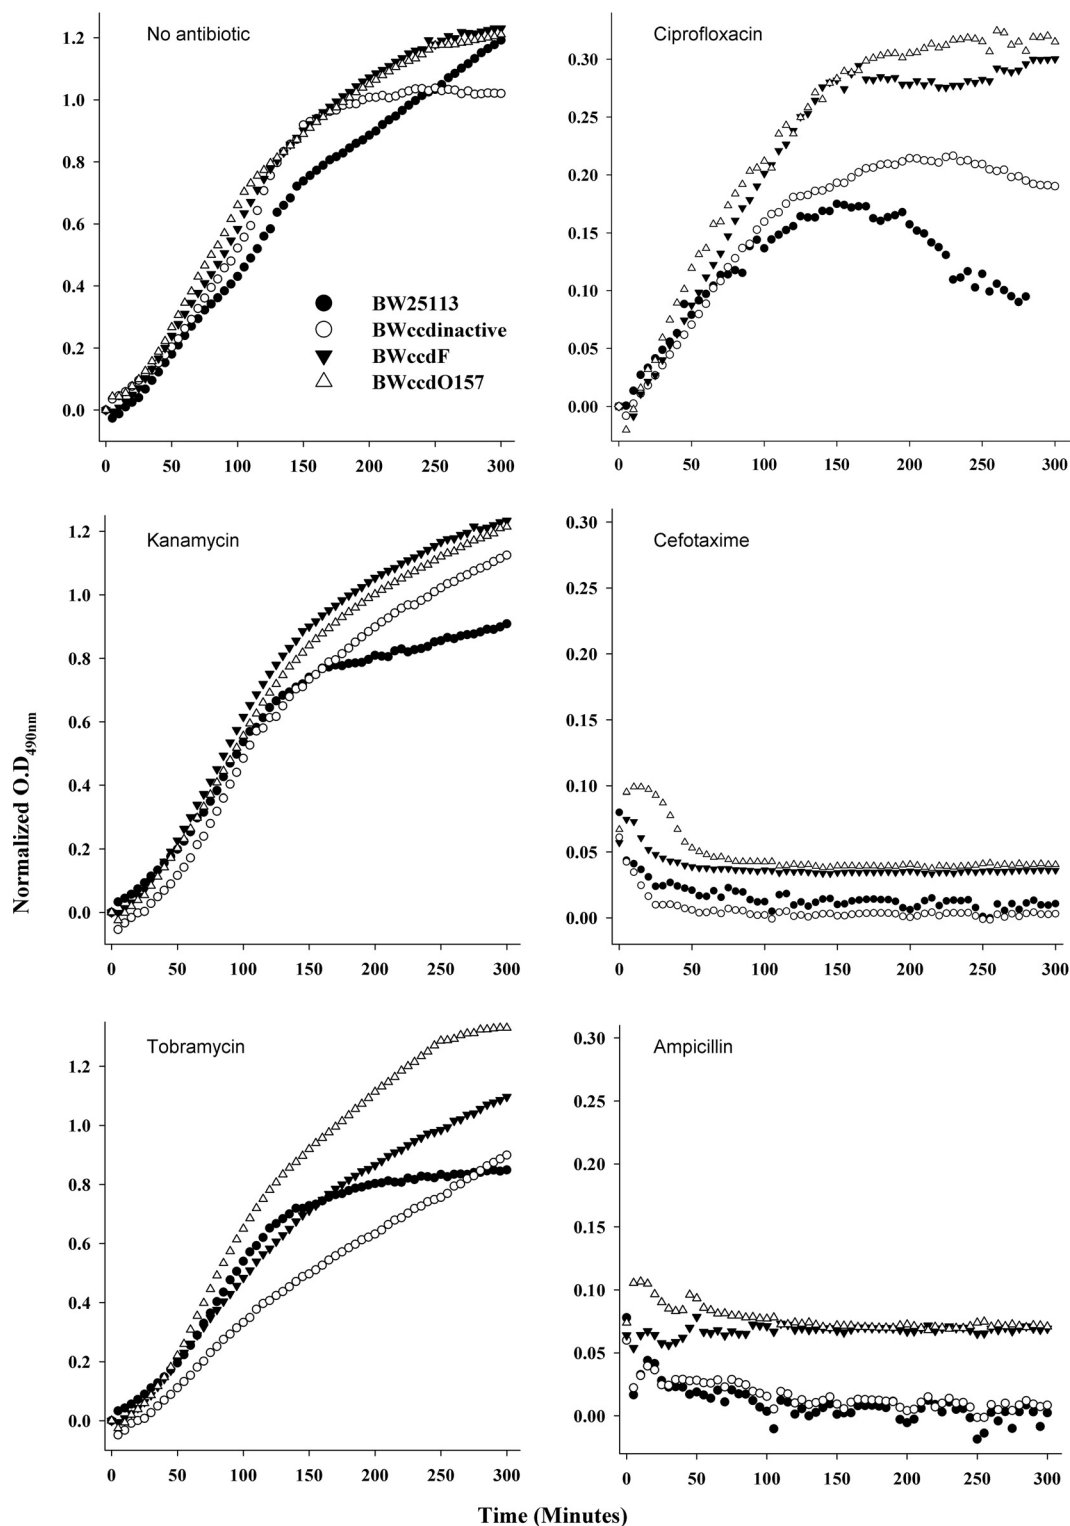 No antibiotic
1.2
1.0
0.8
0.6
0.4
0.2
0.0
0 50 100 150 200 250 300
BW25113
BWccdinactive
BWccdF
BWccdO157
Ciprofloxacin
0.30
0.25
0.20
0.15
0.10
0.05
0.00
0 50 100 150 200 250 300
Kanamycin
1.2
1.0
0.8
0.6
0.4
0.2
0.0
0 50 100 150 200 250 300
Cefotaxime
0.30
0.25
0.20
0.15
0.10
0.05
0.00
0 50 100 150 200 250 300
Normalized O.D490nm
Tobramycin
1.2
1.0
0.8
0.6
0.4
0.2
0.0
0 50 100 150 200 250 300
Ampicillin
0.30
0.25
0.20
0.15
0.10
0.05
0.00
0 50 100 150 200 250 300
Time (Minutes)